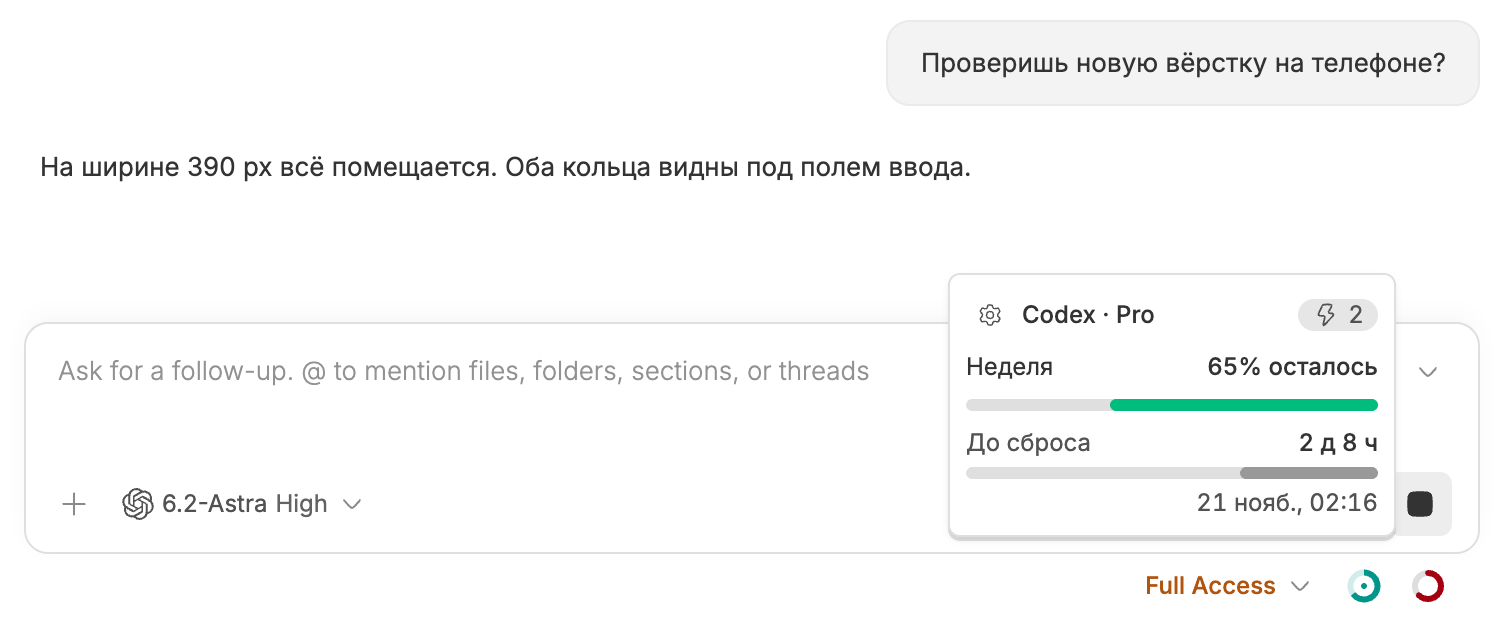 Проверишь новую вёрстку на телефоне?
На ширине 390 px всё помещается. Оба кольца видны под полем ввода.
Codex · Pro 2
Неделя 65% осталось
Ask for a follow-up. @ to mention files, folders, sections, or threads
До сброса 2 д 8 ч
21 нояб., 02:16
6.2-Astra High
Full Access